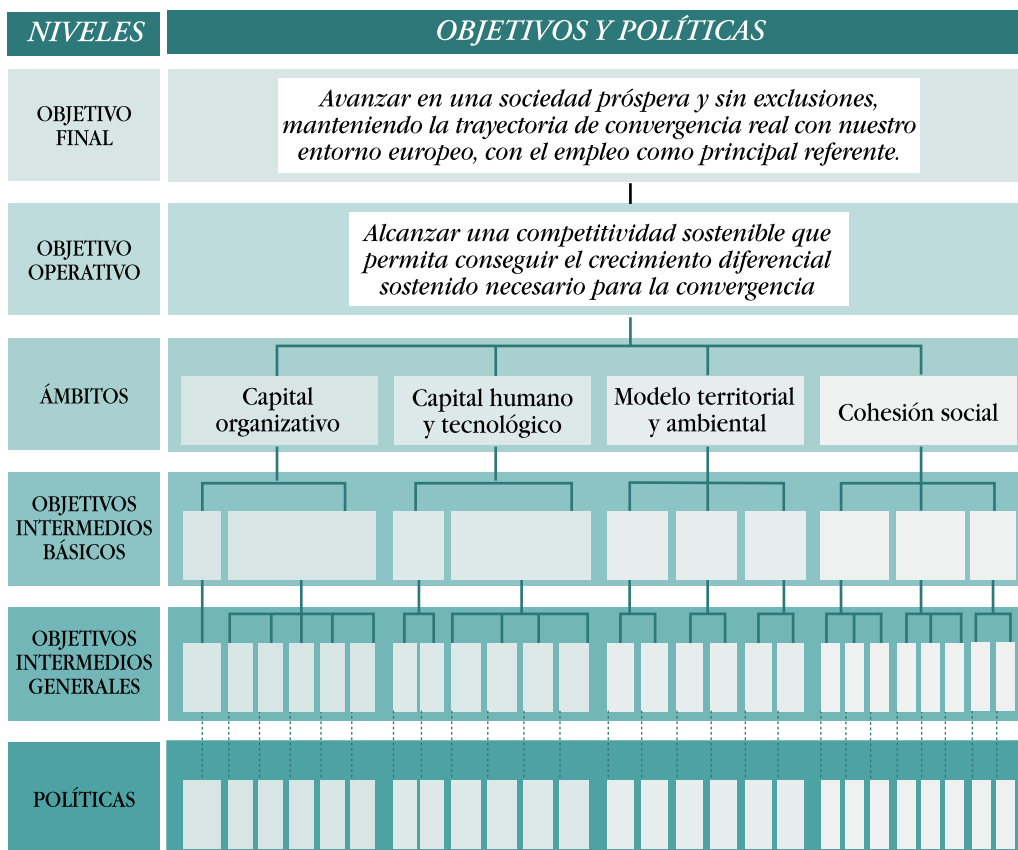 NIVELES
OBJETIVOS Y POLÍTICAS
OBJETIVO
FINAL
Avanzar en una sociedad próspera y sin exclusiones,
manteniendo la trayectoria de convergencia real con nuestro
entorno europeo, con el empleo como principal referente.
OBJETIVO
OPERATIVO
Alcanzar una competitividad sostenible que
permita conseguir el crecimiento diferencial
sostenido necesario para la convergencia
ÁMBITOS
Capital
organizativo
Capital humano
y tecnológico
Modelo territorial
y ambiental
Cohesión social
OBJETIVOS
INTERMEDIOS
BÁSICOS
OBJETIVOS
INTERMEDIOS
GENERALES
POLÍTICAS